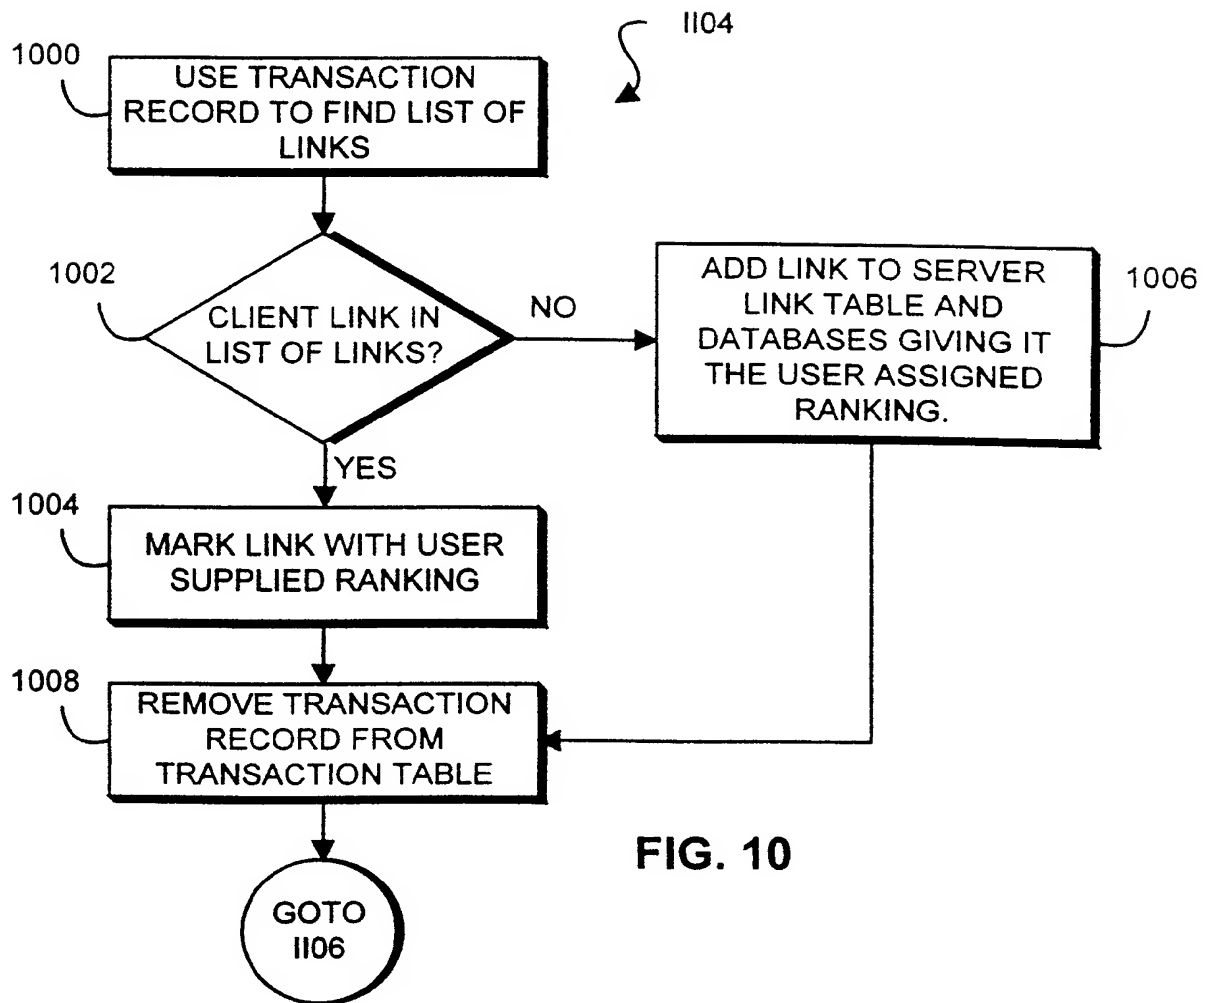 II04
1000
USE TRANSACTION
RECORD TO FIND LIST OF
LINKS
1002
CLIENT LINK IN
LIST OF LINKS?
NO
ADD LINK TO SERVER
LINK TABLE AND
DATABASES GIVING IT
THE USER ASSIGNED
RANKING.
1006
YES
1004
MARK LINK WITH USER
SUPPLIED RANKING
1008
REMOVE TRANSACTION
RECORD FROM
TRANSACTION TABLE
FIG. 10
GOTO
II06